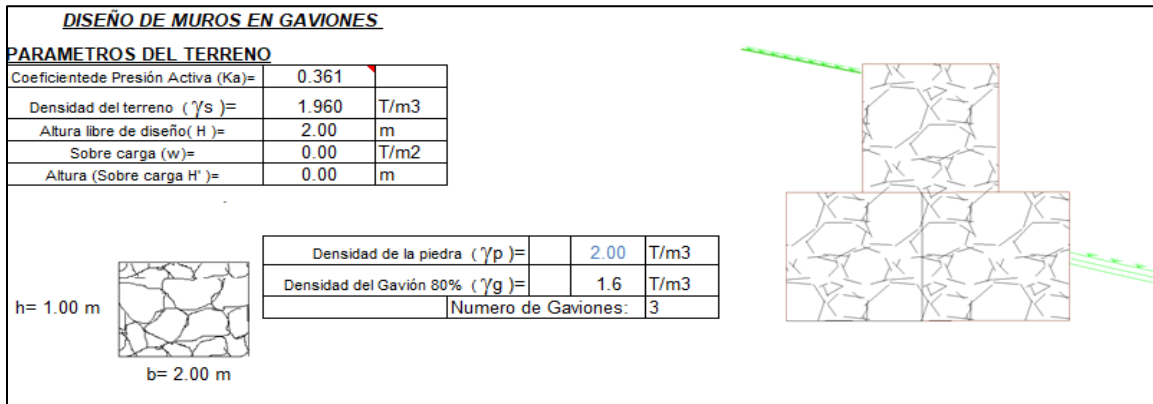 DISEÑO DE MUROS EN GAVIONES
PARAMETROS DEL TERRENO
Coeficientede Presión Activa (Ka)= 0.361
Densidad del terreno (γs)= 1.960 T/m3
Altura libre de diseño( H )= 2.00 m
Sobre carga (w)= 0.00 T/m2
Altura (Sobre carga H' )= 0.00 m
Densidad de la piedra (γp)= 2.00 T/m3
Densidad del Gavión 80% (γg)= 1.6 T/m3
Numero de Gaviones: 3
h= 1.00 m
b= 2.00 m